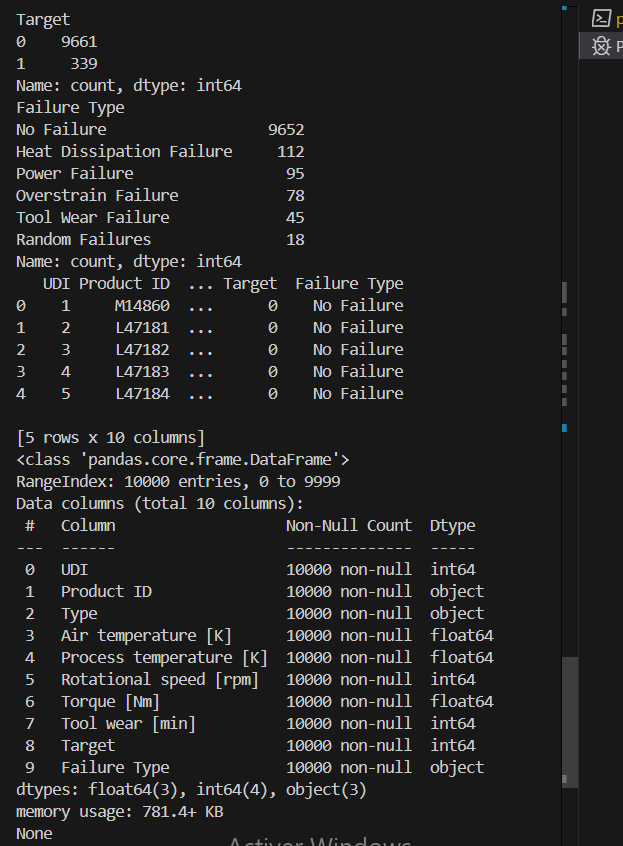 Target
0    9661
1     339
Name: count, dtype: int64
Failure Type
No Failure                  9652
Heat Dissipation Failure     112
Power Failure                 95
Overstrain Failure            78
Tool Wear Failure             45
Random Failures               18
Name: count, dtype: int64
   UDI Product ID  ... Target  Failure Type
0    1     M14860  ...      0    No Failure
1    2     L47181  ...      0    No Failure
2    3     L47182  ...      0    No Failure
3    4     L47183  ...      0    No Failure
4    5     L47184  ...      0    No Failure
[5 rows x 10 columns]
<class 'pandas.core.frame.DataFrame'>
RangeIndex: 10000 entries, 0 to 9999
Data columns (total 10 columns):
 #   Column                   Non-Null Count  Dtype
---  ------                   --------------  -----
 0   UDI                      10000 non-null  int64
 1   Product ID               10000 non-null  object
 2   Type                     10000 non-null  object
 3   Air temperature [K]      10000 non-null  float64
 4   Process temperature [K]  10000 non-null  float64
 5   Rotational speed [rpm]   10000 non-null  int64
 6   Torque [Nm]              10000 non-null  float64
 7   Tool wear [min]          10000 non-null  int64
 8   Target                   10000 non-null  int64
 9   Failure Type             10000 non-null  object
dtypes: float64(3), int64(4), object(3)
memory usage: 781.4+ KB
None
Activer Windows